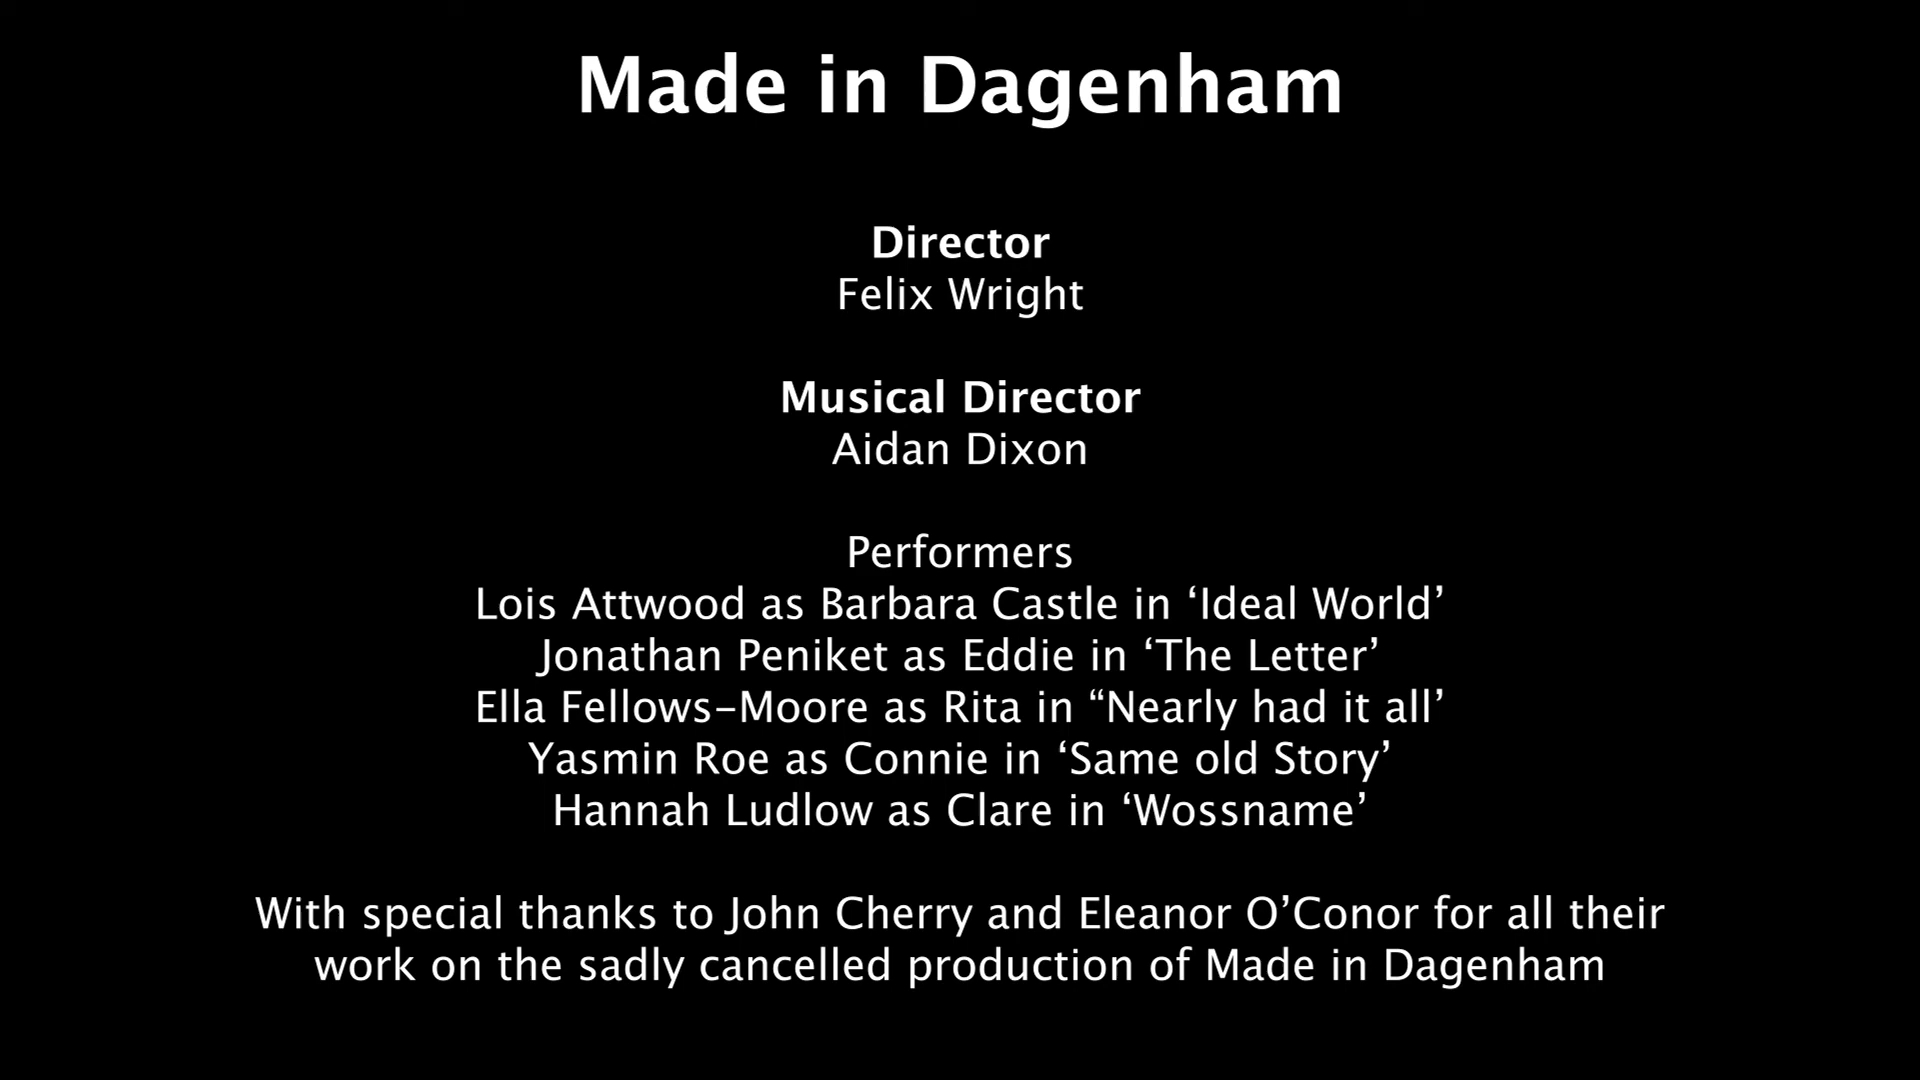 Made in Dagenham
Director
Felix Wright
Musical Director
Aidan Dixon
Performers
Lois Attwood as Barbara Castle in ‘Ideal World’
Jonathan Peniket as Eddie in ‘The Letter’
Ella Fellows-Moore as Rita in “Nearly had it all’
Yasmin Roe as Connie in ‘Same old Story’
Hannah Ludlow as Clare in ‘Wossname’
With special thanks to John Cherry and Eleanor O’Conor for all their
work on the sadly cancelled production of Made in Dagenham